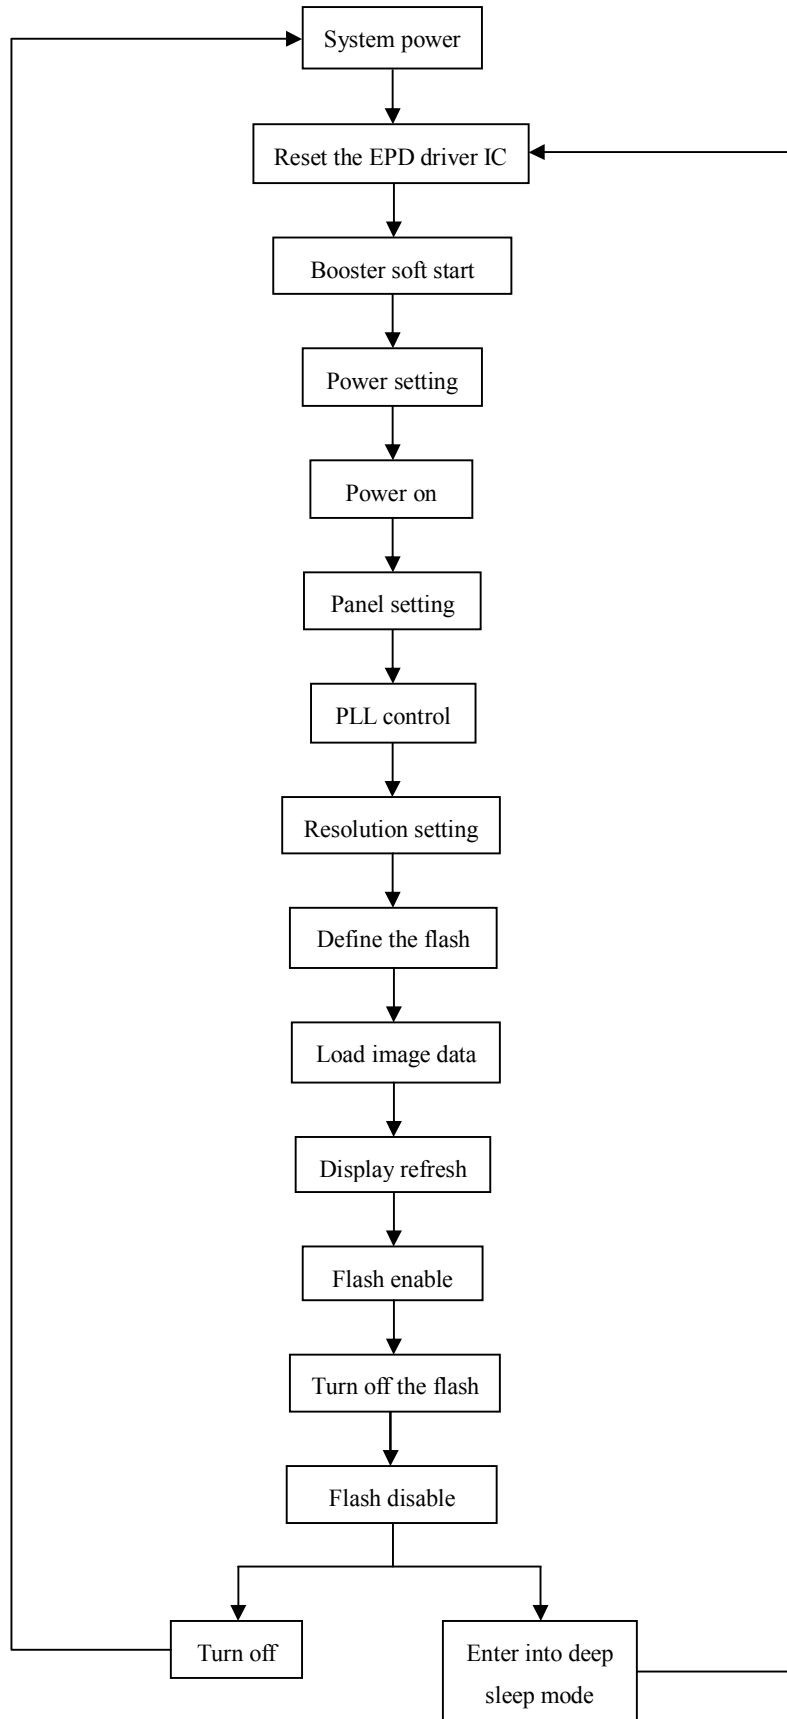 System power
Reset the EPD driver IC
Booster soft start
Power setting
Power on
Panel setting
PLL control
Resolution setting
Define the flash
Load image data
Display refresh
Flash enable
Turn off the flash
Flash disable
Turn off
Enter into deep
sleep mode